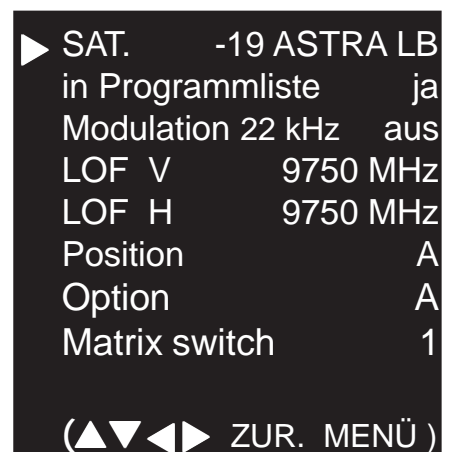 ▶ SAT. -19 ASTRA LB
in Programmliste ja
Modulation 22 kHz aus
LOF V 9750 MHz
LOF H 9750 MHz
Position A
Option A
Matrix switch 1
(▲▼◀▶ ZUR. MENÜ )